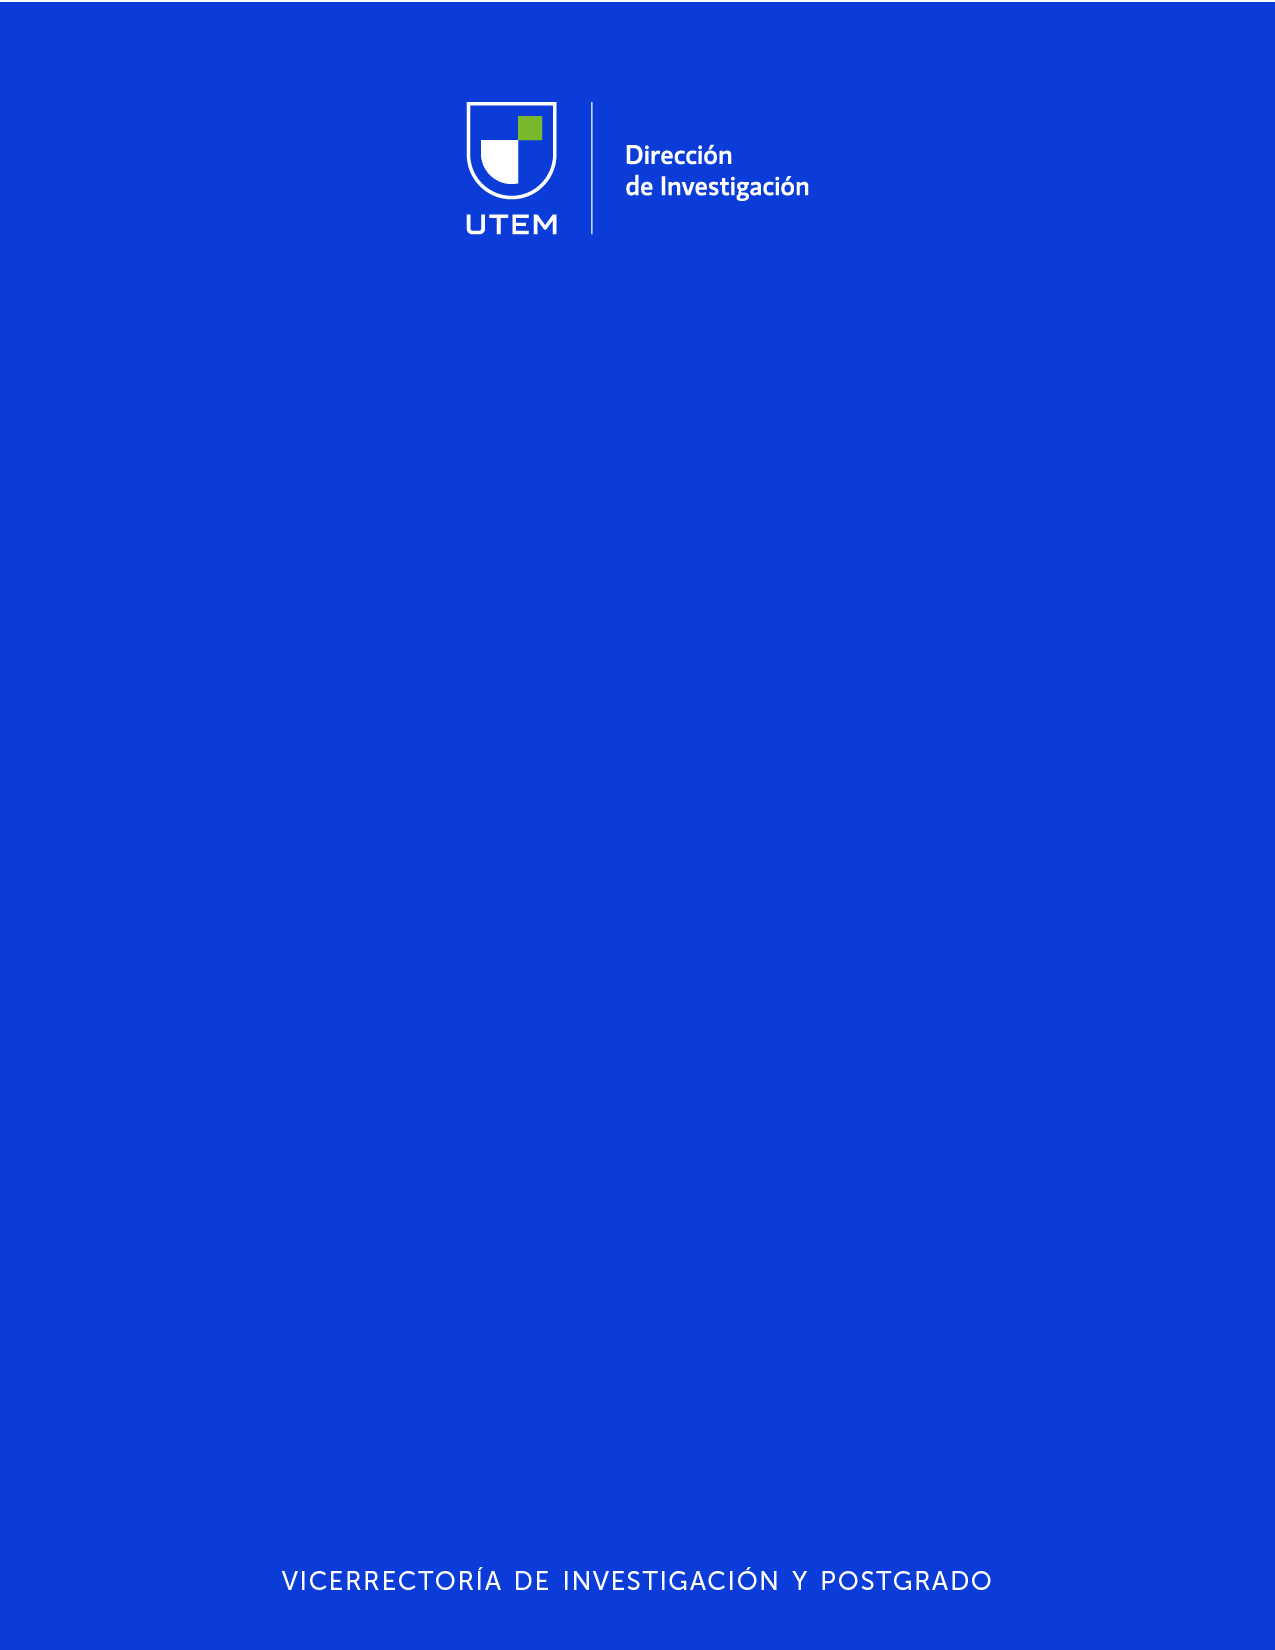 UTEM
Dirección
de Investigación
VICERRECTORÍA DE INVESTIGACIÓN Y POSTGRADO